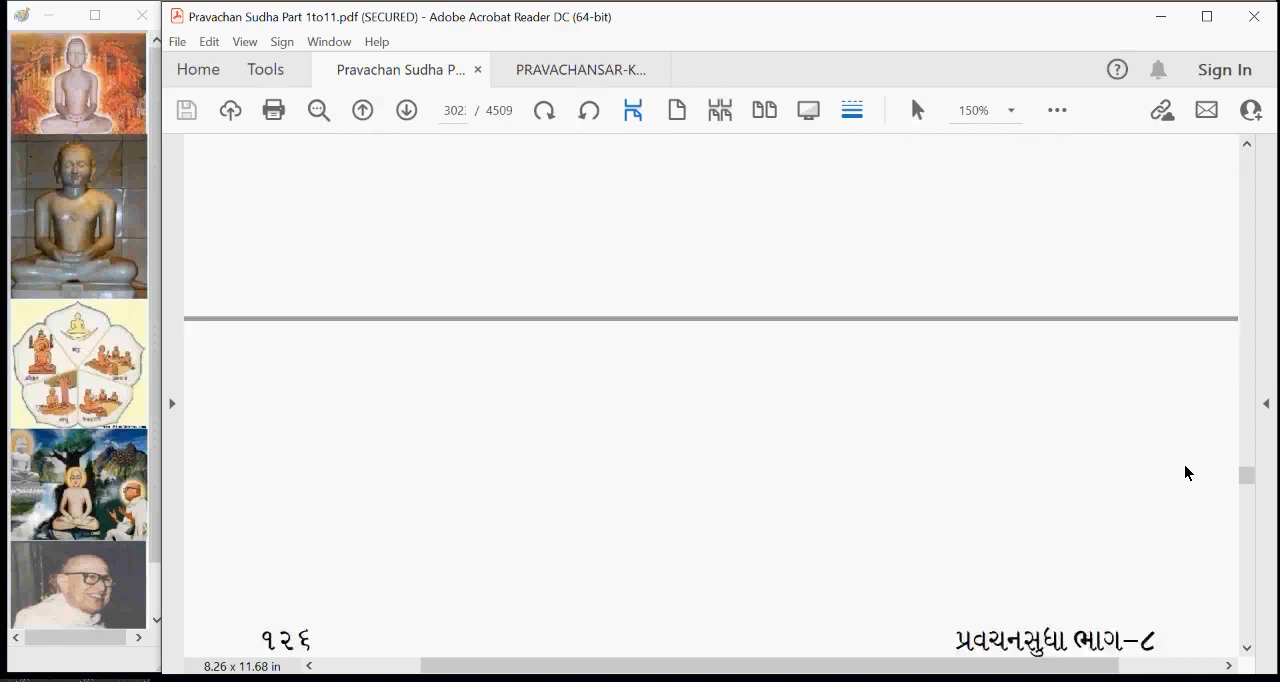 Pravachan Sudha Part 1to11.pdf (SECURED) - Adobe Acrobat Reader DC (64-bit)
File Edit View Sign Window Help
Home Tools Pravachan Sudha P... × PRAVACHANSAR-K... Sign In
302 / 4509 150%
૧૨૬ પ્રવચનસુધા ભાગ-૮
8.26 x 11.68 in